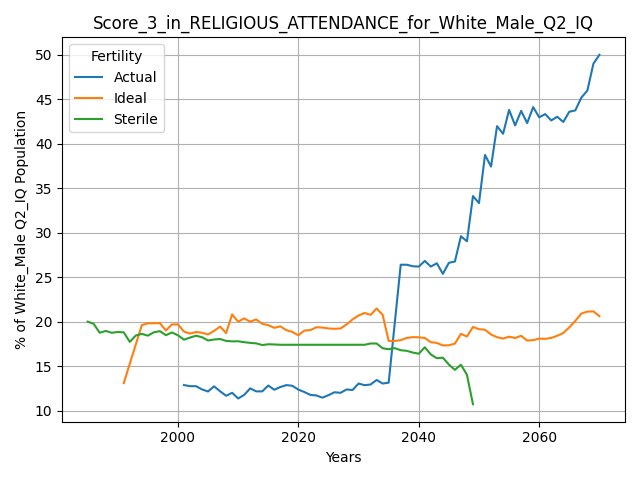 Score_3_in_RELIGIOUS_ATTENDANCE_for_White_Male_Q2_IQ
Fertility
Actual
Ideal
Sterile
% of White_Male Q2_IQ Population
50
45
40
35
30
25
20
15
10
2000
2020
2040
2060
Years